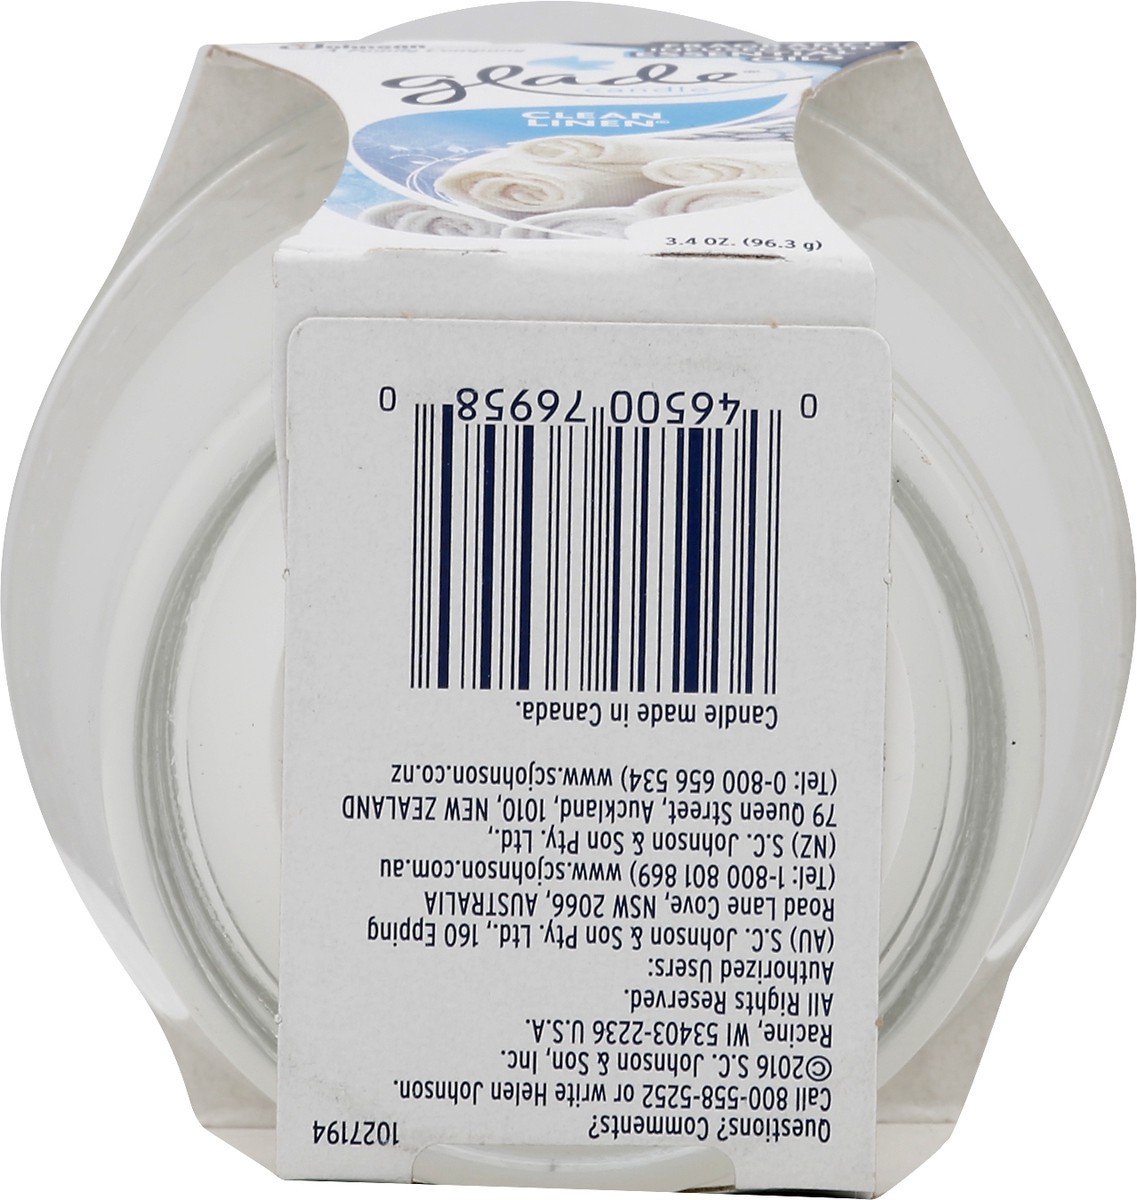 glade
candle
CLEAN
LINEN
3.4 OZ. (96.3 g)
Questions? Comments? 1027194
Call 800-558-5252 or write Helen Johnson.
©2016 S.C. Johnson & Son, Inc.
Racine, WI 53403-2236 U.S.A.
All Rights Reserved.
Authorized Users:
(AU) S.C. Johnson & Son Pty. Ltd., 160 Epping
Road Lane Cove, NSW 2066, AUSTRALIA
(Tel: 1-800 801 869) www.scjohnson.com.au
(NZ) S.C. Johnson & Son Pty. Ltd.,
79 Queen Street, Auckland, 1010, NEW ZEALAND
(Tel: 0-800 656 534) www.scjohnson.co.nz
Candle made in Canada.
0 46500 76958 0